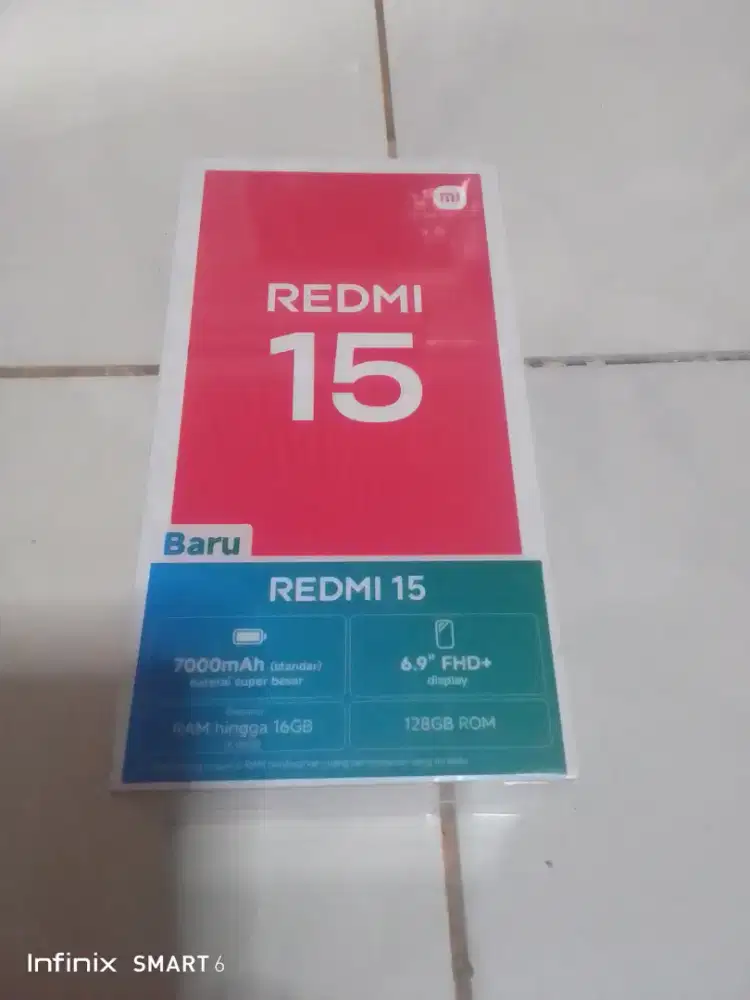 mi
REDMI
15
Baru
REDMI 15
7000mAh (standar)
baterai super besar
6.9" FHD+
display
RAM hingga 16GB
128GB ROM
Infinix SMART 6